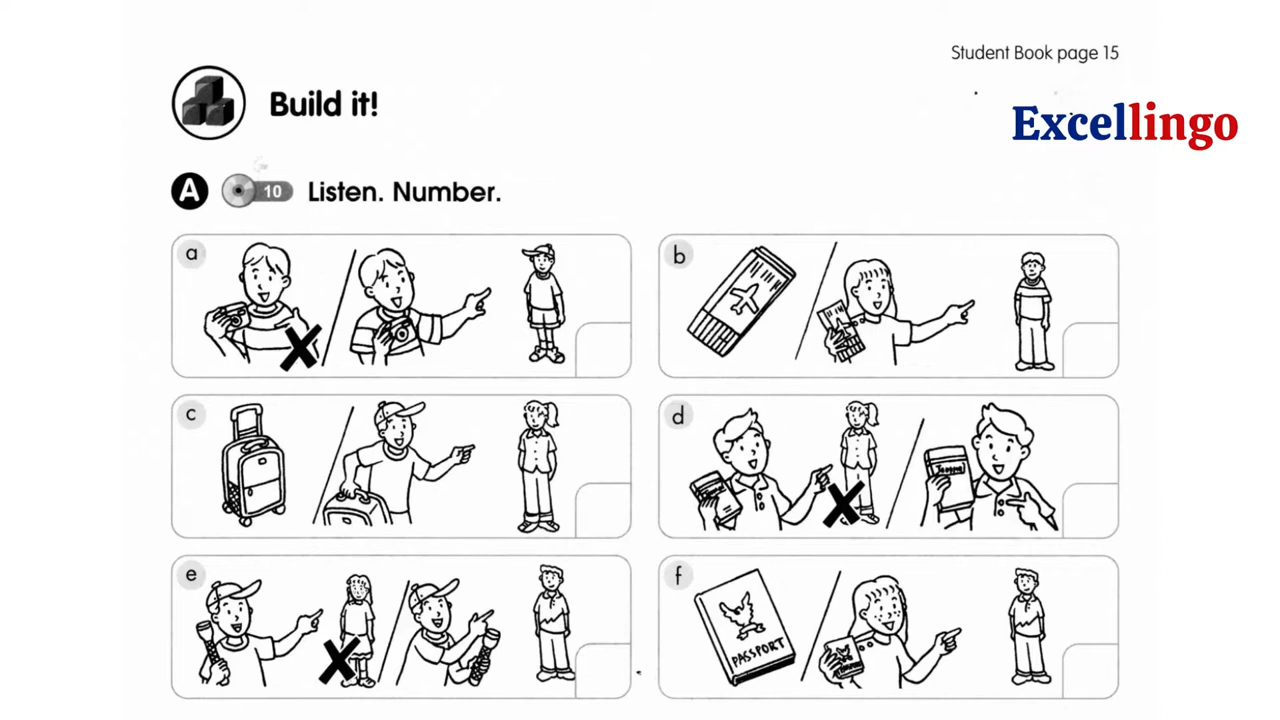 Student Book page 15
Build it!
Excellingo
A 10 Listen. Number.
a
b
c
d
e
f
PASSPORT